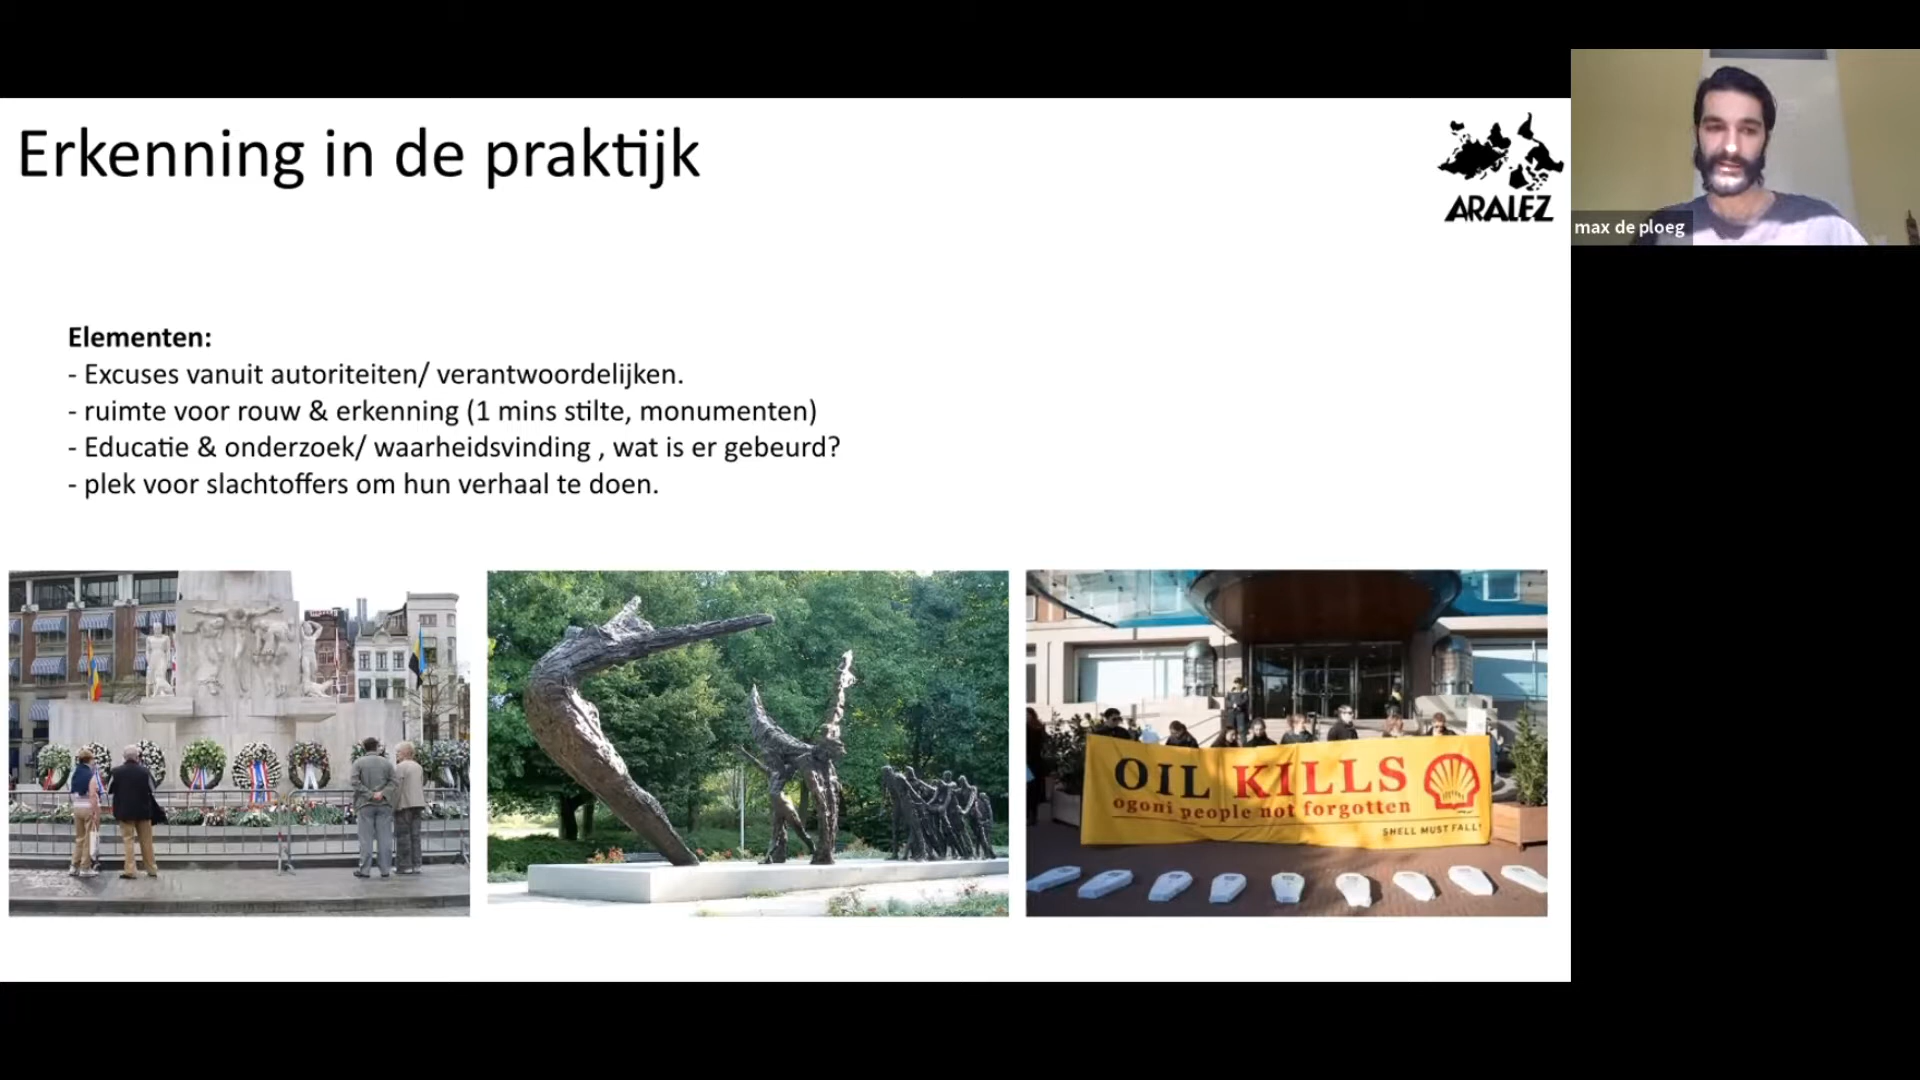 Erkenning in de praktijk
ARALEZ
max de ploeg
Elementen:
- Excuses vanuit autoriteiten/ verantwoordelijken.
- ruimte voor rouw & erkenning (1 mins stilte, monumenten)
- Educatie & onderzoek/ waarheidsvinding , wat is er gebeurd?
- plek voor slachtoffers om hun verhaal te doen.
OIL KILLS
ogoni people not forgotten
SHELL MUST FALL!